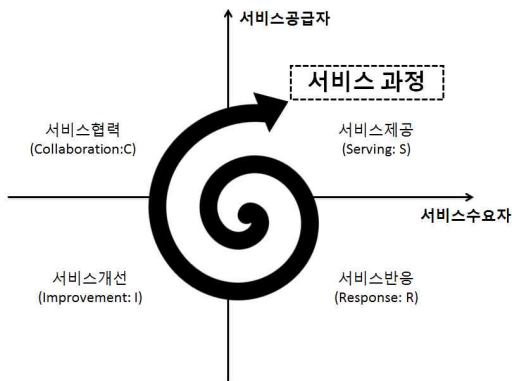 서비스공급자
서비스 과정
서비스협력
(Collaboration:C)
서비스제공
(Serving: S)
서비스수요자
서비스개선
(Improvement: I)
서비스반응
(Response: R)